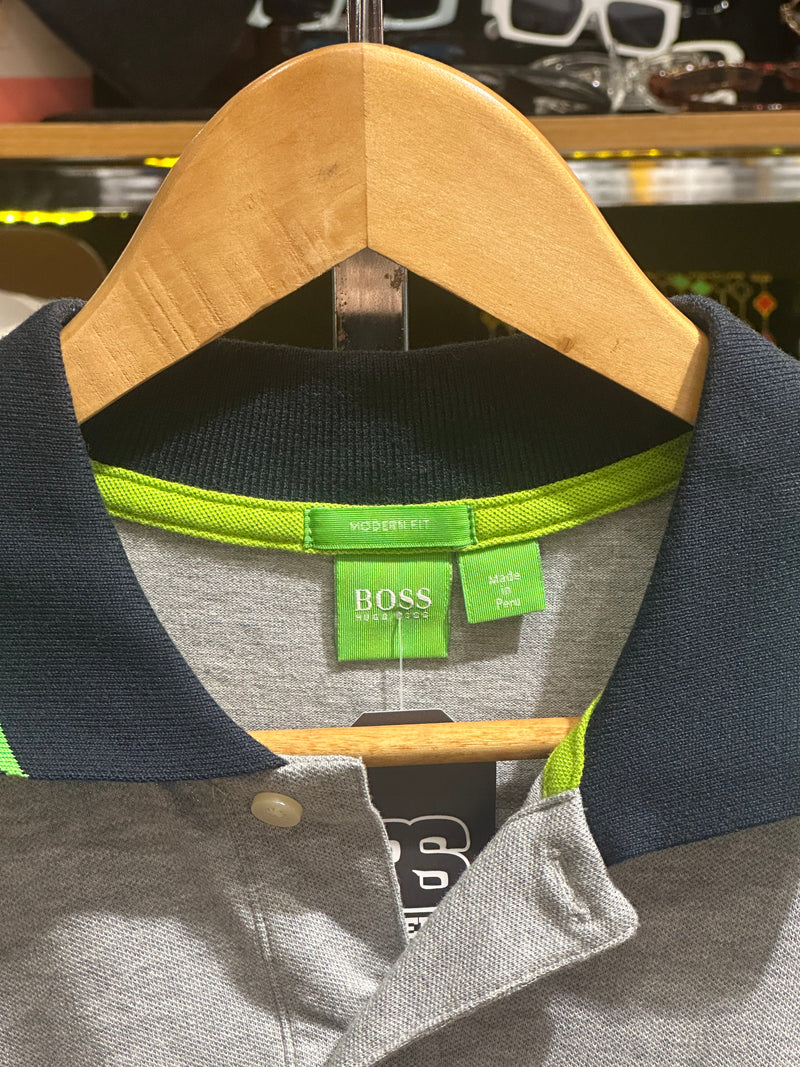 MODERN FIT
BOSS
HUGO BOSS
Made
in
Peru